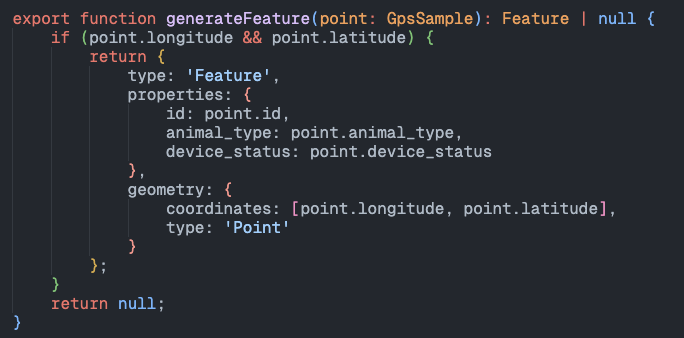 export function generateFeature(point: GpsSample): Feature | null {
    if (point.longitude && point.latitude) {
        return {
            type: 'Feature',
            properties: {
                id: point.id,
                animal_type: point.animal_type,
                device_status: point.device_status
            },
            geometry: {
                coordinates: [point.longitude, point.latitude],
                type: 'Point'
            }
        };
    }
    return null;
}